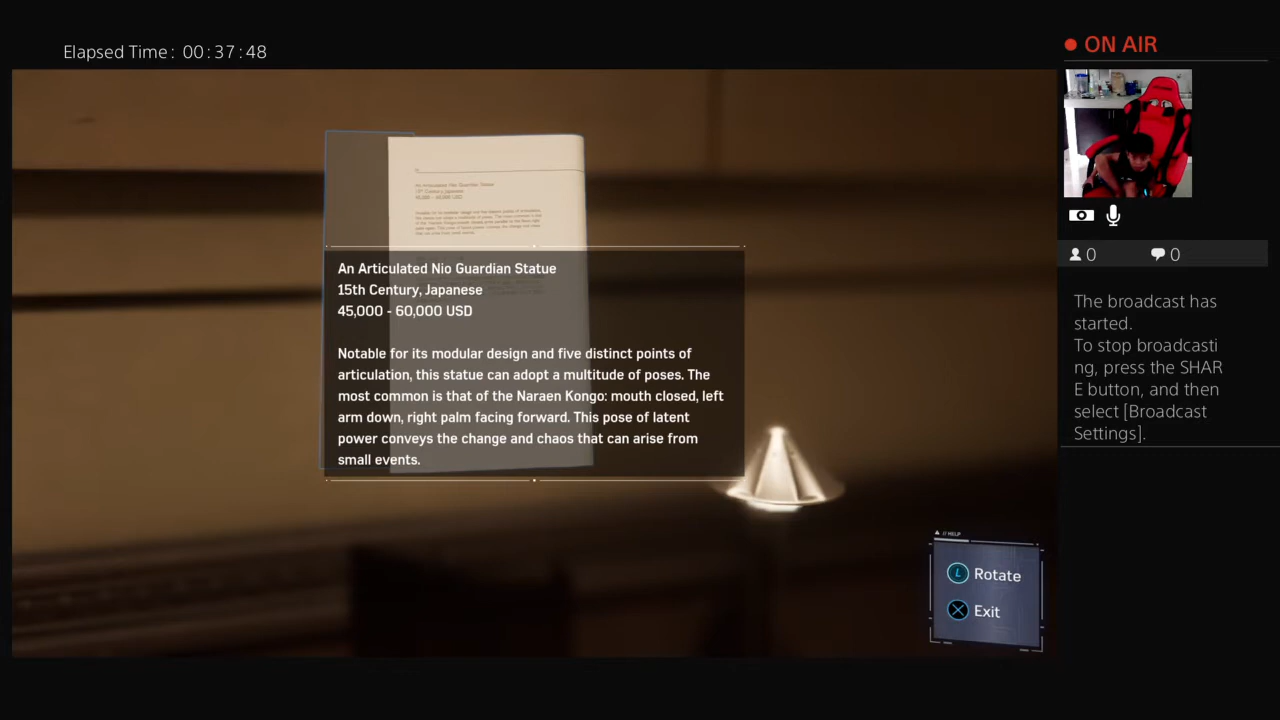 Elapsed Time: 00:37:48
ON AIR
An Articulated Nio Guardian Statue
15th Century, Japanese
45,000 - 60,000 USD
Notable for its modular design and five distinct points of
articulation, this statue can adopt a multitude of poses. The
most common is that of the Naraen Kongo: mouth closed, left
arm down, right palm facing forward. This pose of latent
power conveys the change and chaos that can arise from
small events.
0
0
The broadcast has
started.
To stop broadcasti
ng, press the SHAR
E button, and then
select [Broadcast
Settings].
HELP
L Rotate
Exit